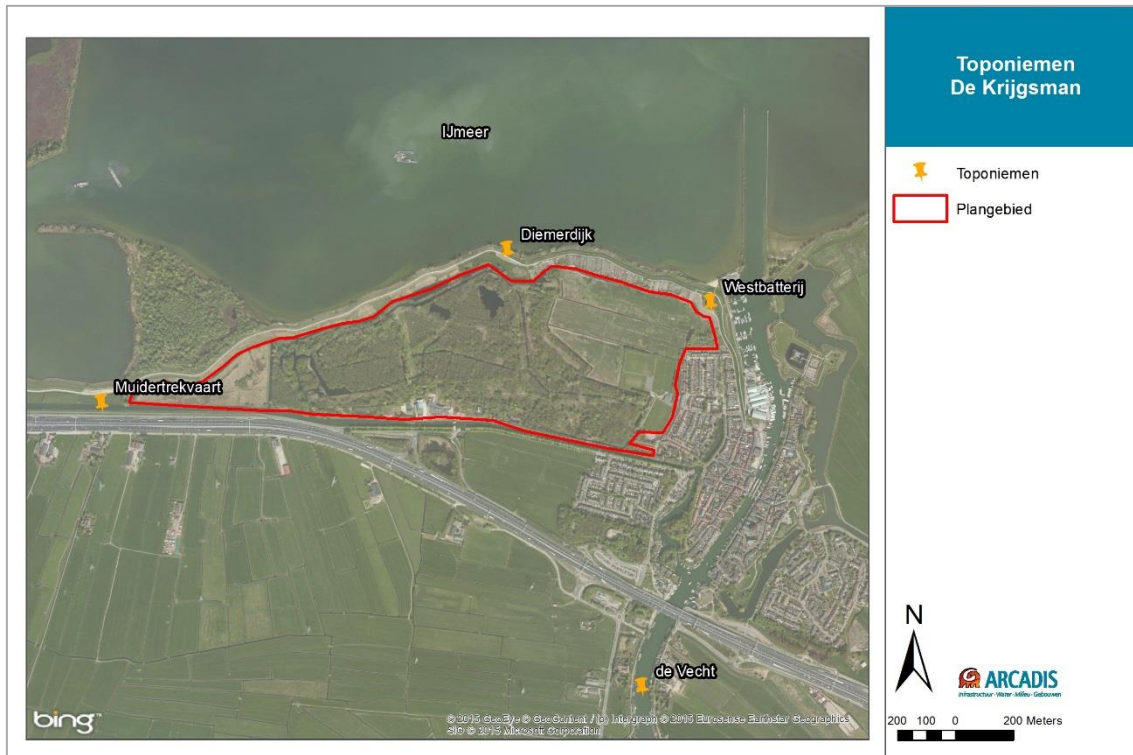 Toponiemen
De Krijgsman
Toponiemen
Plangebied
IJmeer
Diemerdijk
Westbatterij
Muidertrekvaart
de Vecht
bing™
© 2015 GeoEye © GeoContent / (p) Intergraph © 2015 Eurosense Earthstar Geographics
SIO © 2015 Microsoft Corporation
N
ARCADIS
Infrastructuur · Water · Milieu · Gebouwen
200 100 0 200 Meters